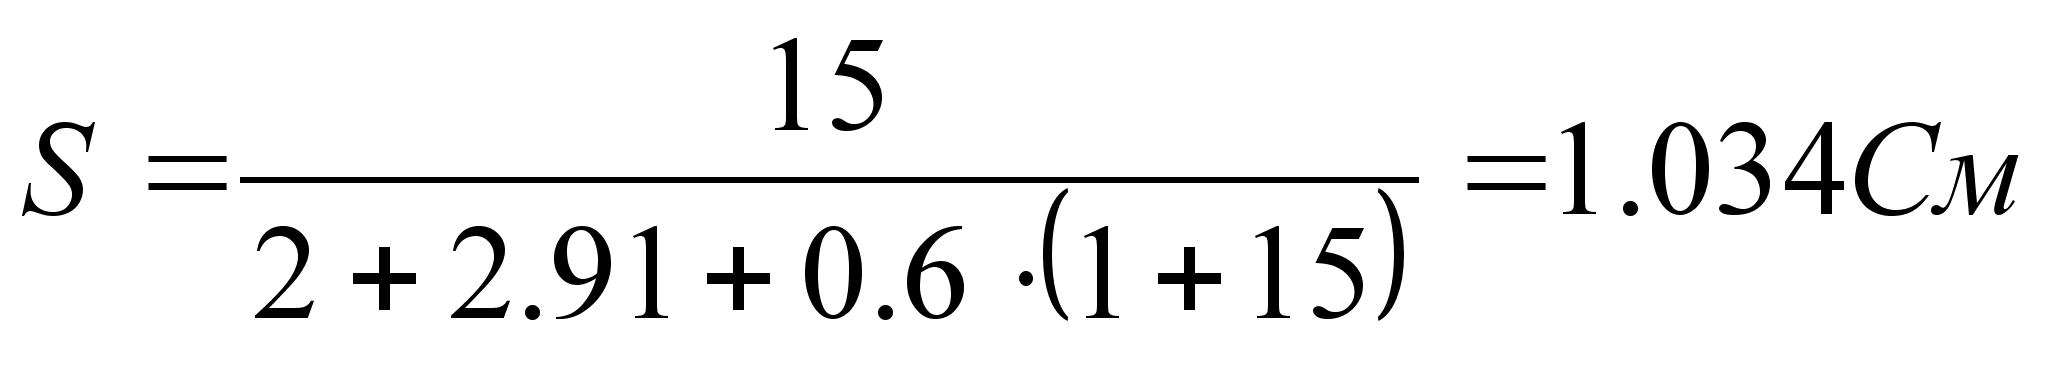 S = 15 / 2 + 2.91 + 0.6 · (1 + 15) = 1.034См